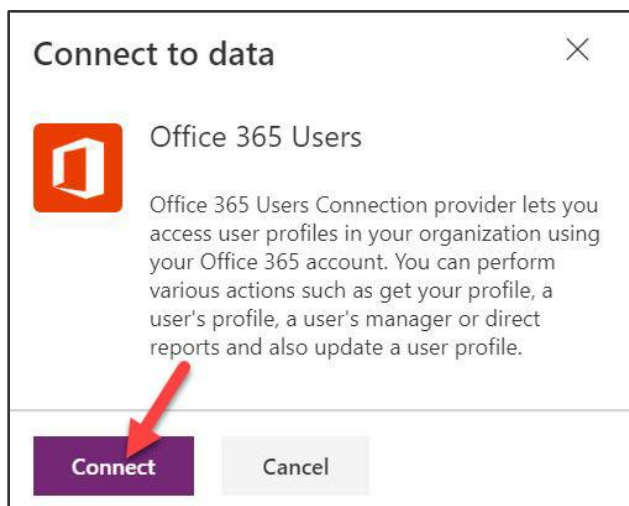 Connect to data
Office 365 Users
Office 365 Users Connection provider lets you
access user profiles in your organization using
your Office 365 account. You can perform
various actions such as get your profile, a
user's profile, a user's manager or direct
reports and also update a user profile.
Connect
Cancel